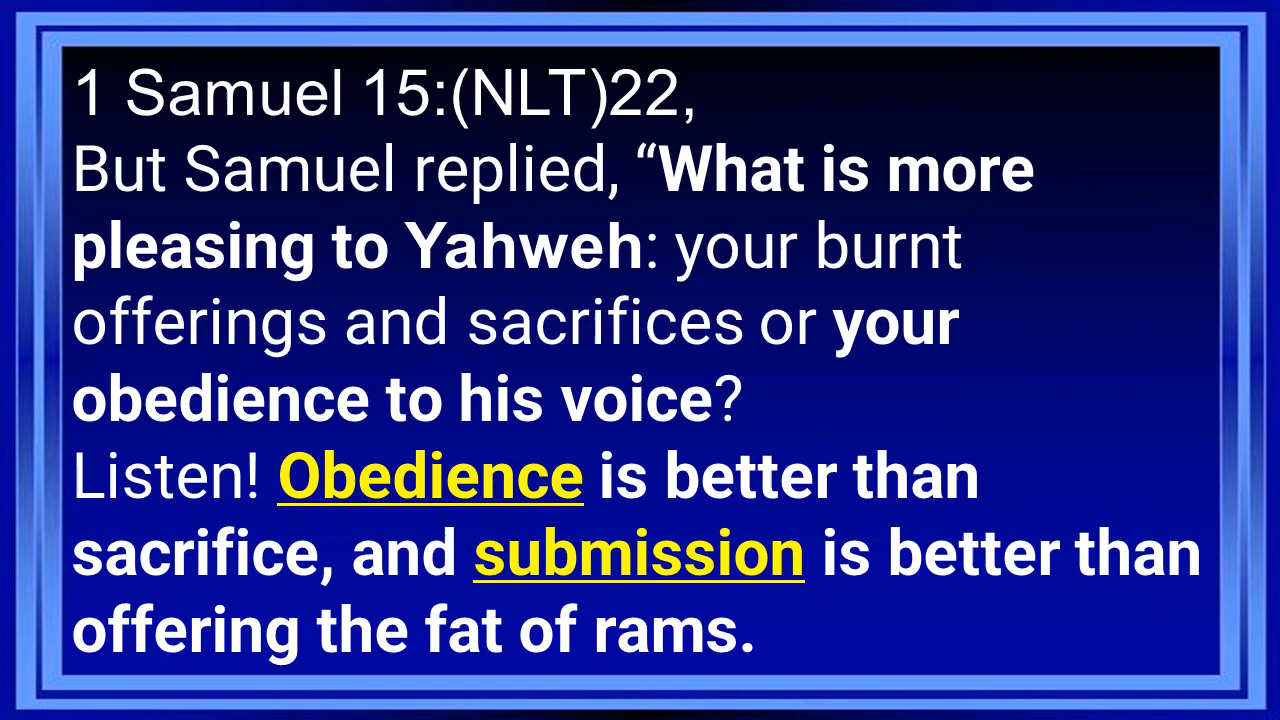 1 Samuel 15:(NLT)22,
But Samuel replied, “What is more
pleasing to Yahweh: your burnt
offerings and sacrifices or your
obedience to his voice?
Listen! Obedience is better than
sacrifice, and submission is better than
offering the fat of rams.